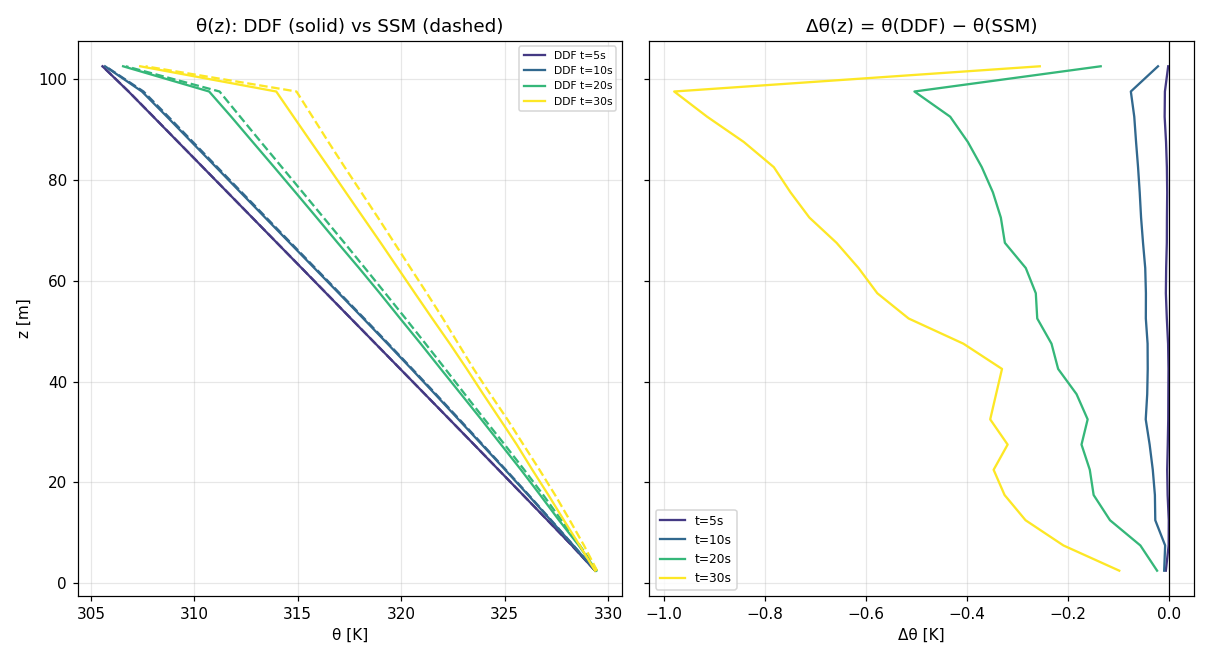 θ(z): DDF (solid) vs SSM (dashed)
DDF t=5s
DDF t=10s
DDF t=20s
DDF t=30s
z [m]
100
80
60
40
20
0
305
310
315
320
325
330
θ [K]
Δθ(z) = θ(DDF) − θ(SSM)
t=5s
t=10s
t=20s
t=30s
−1.0
−0.8
−0.6
−0.4
−0.2
0.0
Δθ [K]